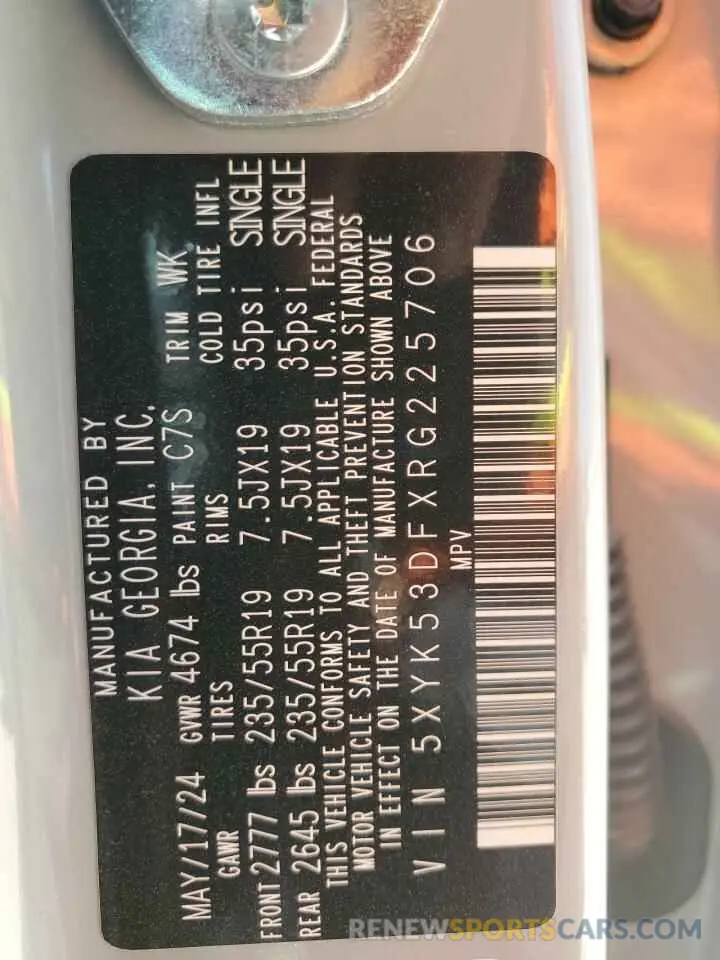 MANUFACTURED BY
KIA GEORGIA, INC.
MAY/17/24 GVWR 4674 lbs PAINT C7S TRIM WK.
GAWR TIRES RIMS COLD TIRE INFL
FRONT 2777 lbs 235/55R19 7.5JX19 35psi SINGLE
REAR 2645 lbs 235/55R19 7.5JX19 35psi SINGLE
THIS VEHICLE CONFORMS TO ALL APPLICABLE U.S.A. FEDERAL
MOTOR VEHICLE SAFETY AND THEFT PREVENTION STANDARDS
IN EFFECT ON THE DATE OF MANUFACTURE SHOWN ABOVE
VIN 5XYK53DFXRG225706
MPV
RENEWSPORTSCARS.COM